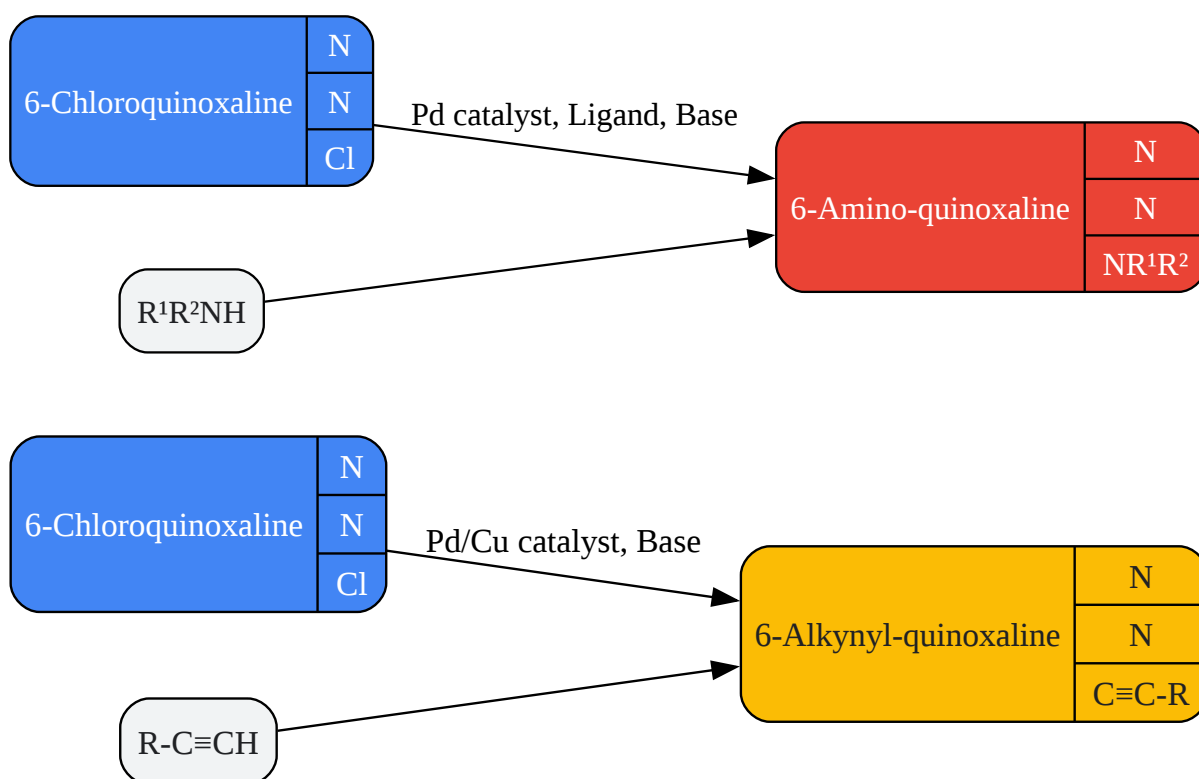 6-Chloroquinoxaline
N
N
Cl
Pd catalyst, Ligand, Base
6-Amino-quinoxaline
N
N
NR¹R²
R¹R²NH
6-Chloroquinoxaline
N
N
Cl
Pd/Cu catalyst, Base
6-Alkynyl-quinoxaline
N
N
C≡C-R
R-C≡CH